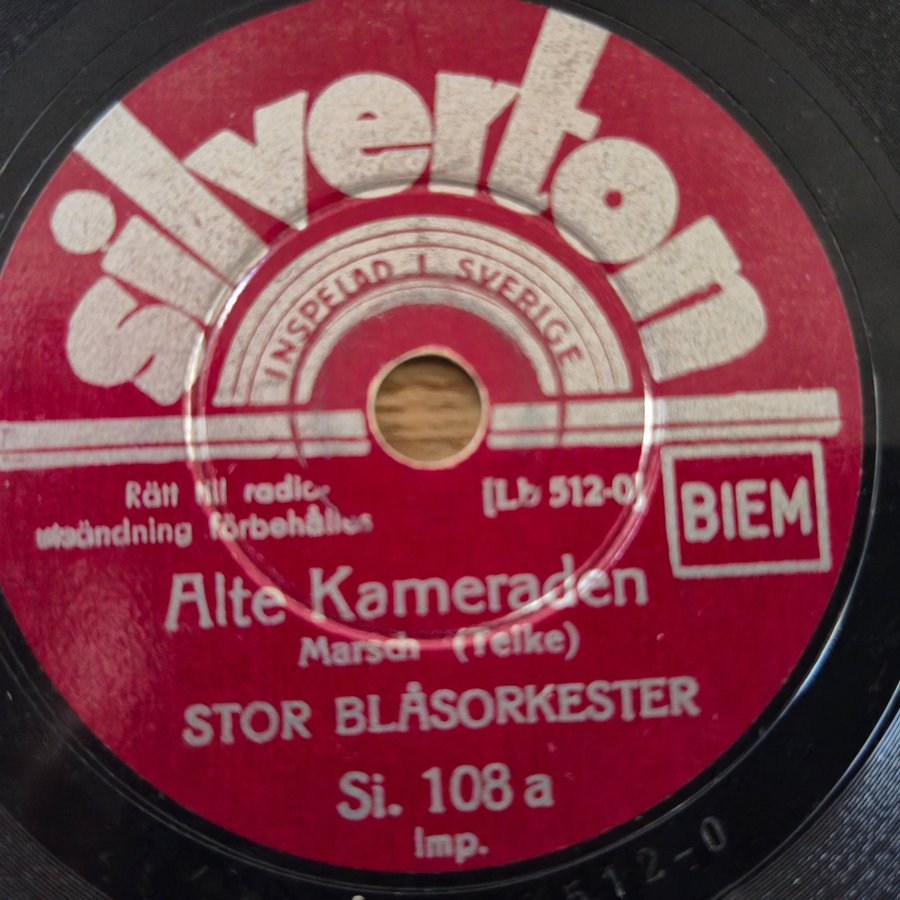 silverton
INSPELAD I SVERIGE
Rätt till radio-
utsändning förbehålles
[Lb 512-0]
BIEM
Alte Kameraden
Marsch (Teike)
STOR BLÅSORKESTER
Si. 108 a
Imp.
512-0